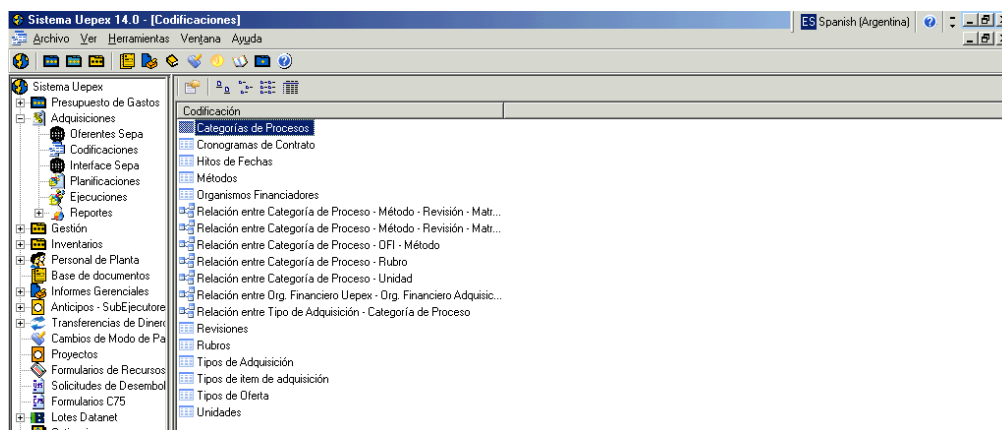 Sistema Uepex 14.0 - [Codificaciones]
ES Spanish (Argentina)
Archivo Ver Herramientas Ventana Ayuda
Sistema Uepex
Presupuesto de Gastos
Adquisiciones
Oferentes Sepa
Codificaciones
Interface Sepa
Planificaciones
Ejecuciones
Reportes
Gestión
Inventarios
Personal de Planta
Base de documentos
Informes Gerenciales
Anticipos - SubEjecutore
Transferencias de Dinero
Cambios de Modo de Pa
Proyectos
Formularios de Recursos
Solicitudes de Desembol
Formularios C75
Lotes Datanet
Codificación
Categorías de Procesos
Cronogramas de Contrato
Hitos de Fechas
Métodos
Organismos Financiadores
Relación entre Categoría de Proceso - Método - Revisión - Matr...
Relación entre Categoría de Proceso - Método - Revisión - Matr...
Relación entre Categoría de Proceso - OFI - Método
Relación entre Categoría de Proceso - Rubro
Relación entre Categoría de Proceso - Unidad
Relación entre Org. Financiero Uepex - Org. Financiero Adquisic...
Relación entre Tipo de Adquisición - Categoría de Proceso
Revisiones
Rubros
Tipos de Adquisición
Tipos de item de adquisición
Tipos de Oferta
Unidades